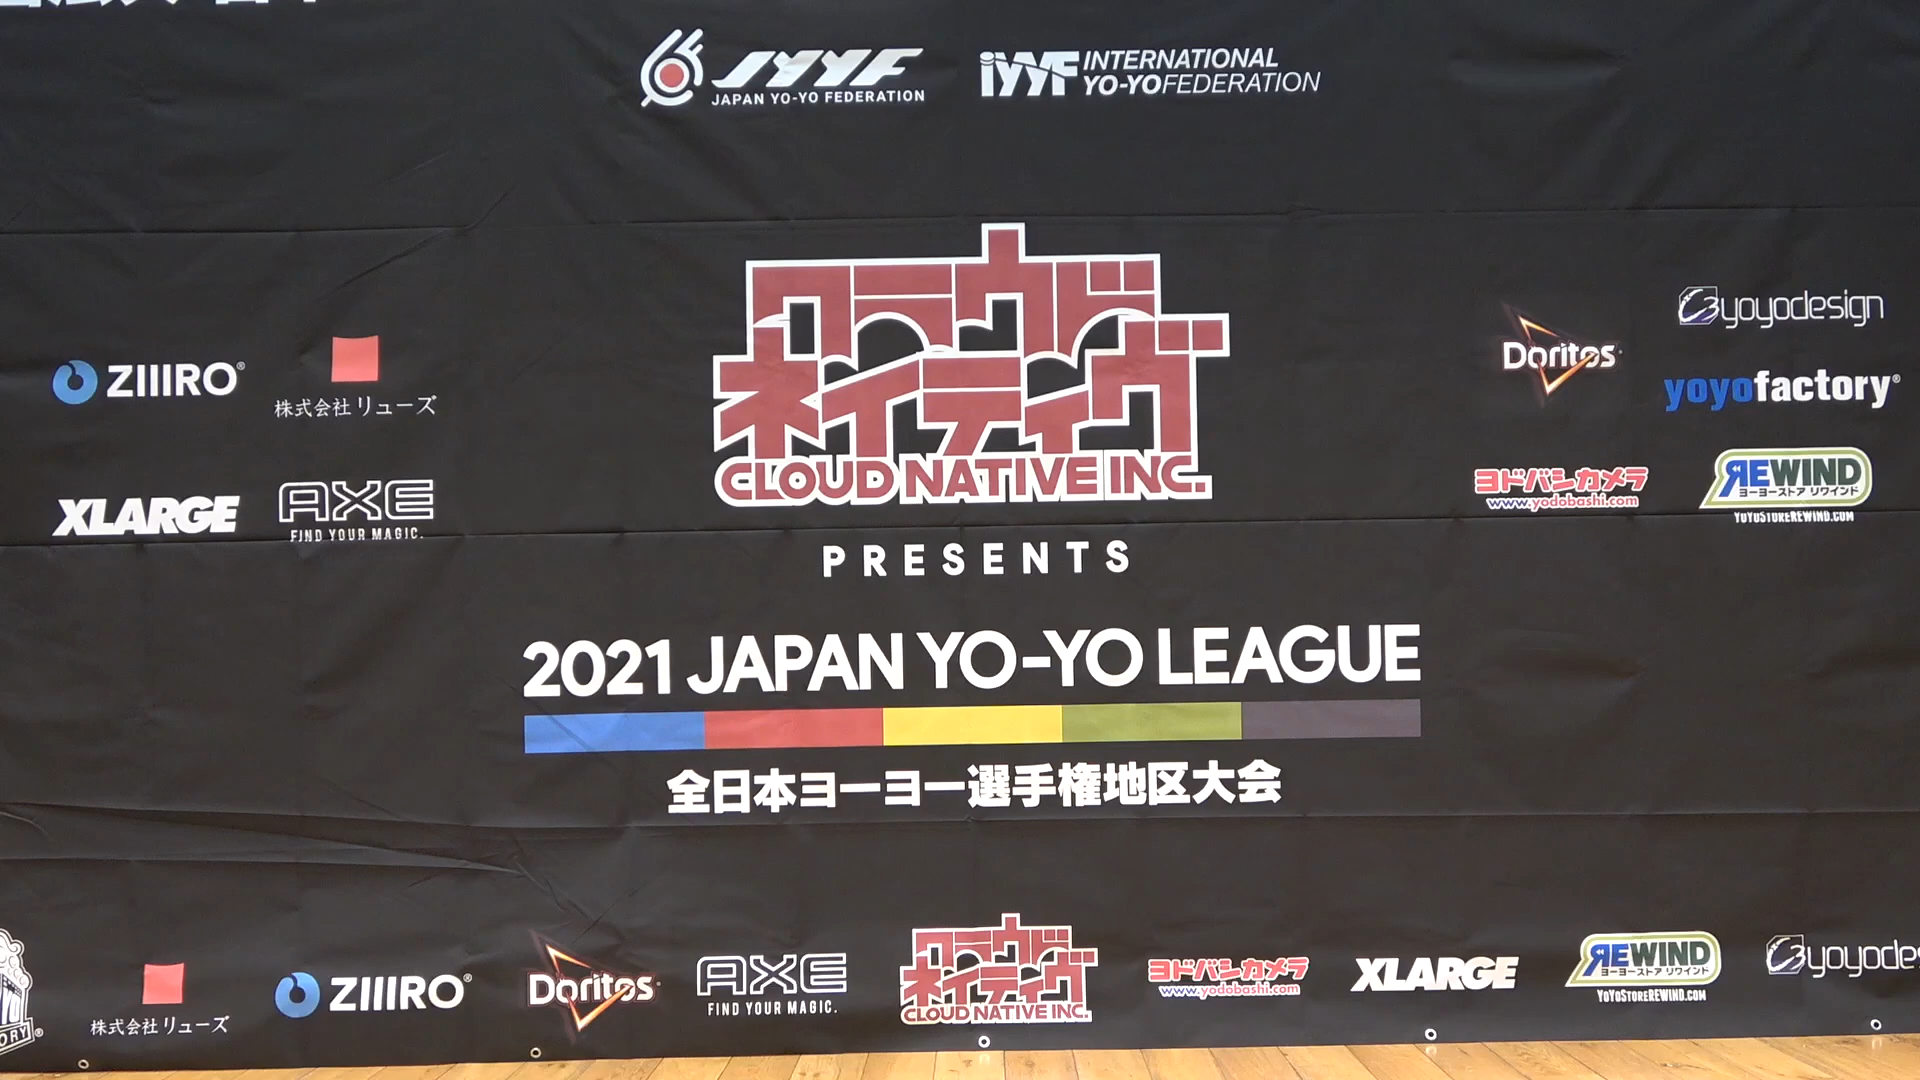 JYYF
JAPAN YO-YO FEDERATION
iYYF INTERNATIONAL
YO-YOFEDERATION
クラウド
ネイティヴ
CLOUD NATIVE INC.
PRESENTS
2021 JAPAN YO-YO LEAGUE
全日本ヨーヨー選手権地区大会
ZIIIRO®
株式会社リューズ
XLARGE
AXE
FIND YOUR MAGIC.
Doritos
C3yoyodesign
yoyofactory®
ヨドバシカメラ
www.yodobashi.com
REWIND
ヨーヨーストア リワインド
YOYOSTOREREWIND.COM
ORY®
株式会社リューズ
ZIIIRO®
Doritos
AXE
FIND YOUR MAGIC.
クラウド
ネイティヴ
CLOUD NATIVE INC.
ヨドバシカメラ
www.yodobashi.com
XLARGE
REWIND
ヨーヨーストア リワインド
YOYOSTOREREWIND.COM
C3yoyodes